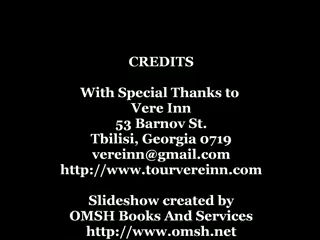 CREDITS
With Special Thanks to
Vere Inn
53 Barnov St.
Tbilisi, Georgia 0719
vereinn@gmail.com
http://www.tourvereinn.com
Slideshow created by
OMSH Books And Services
http://www.omsh.net